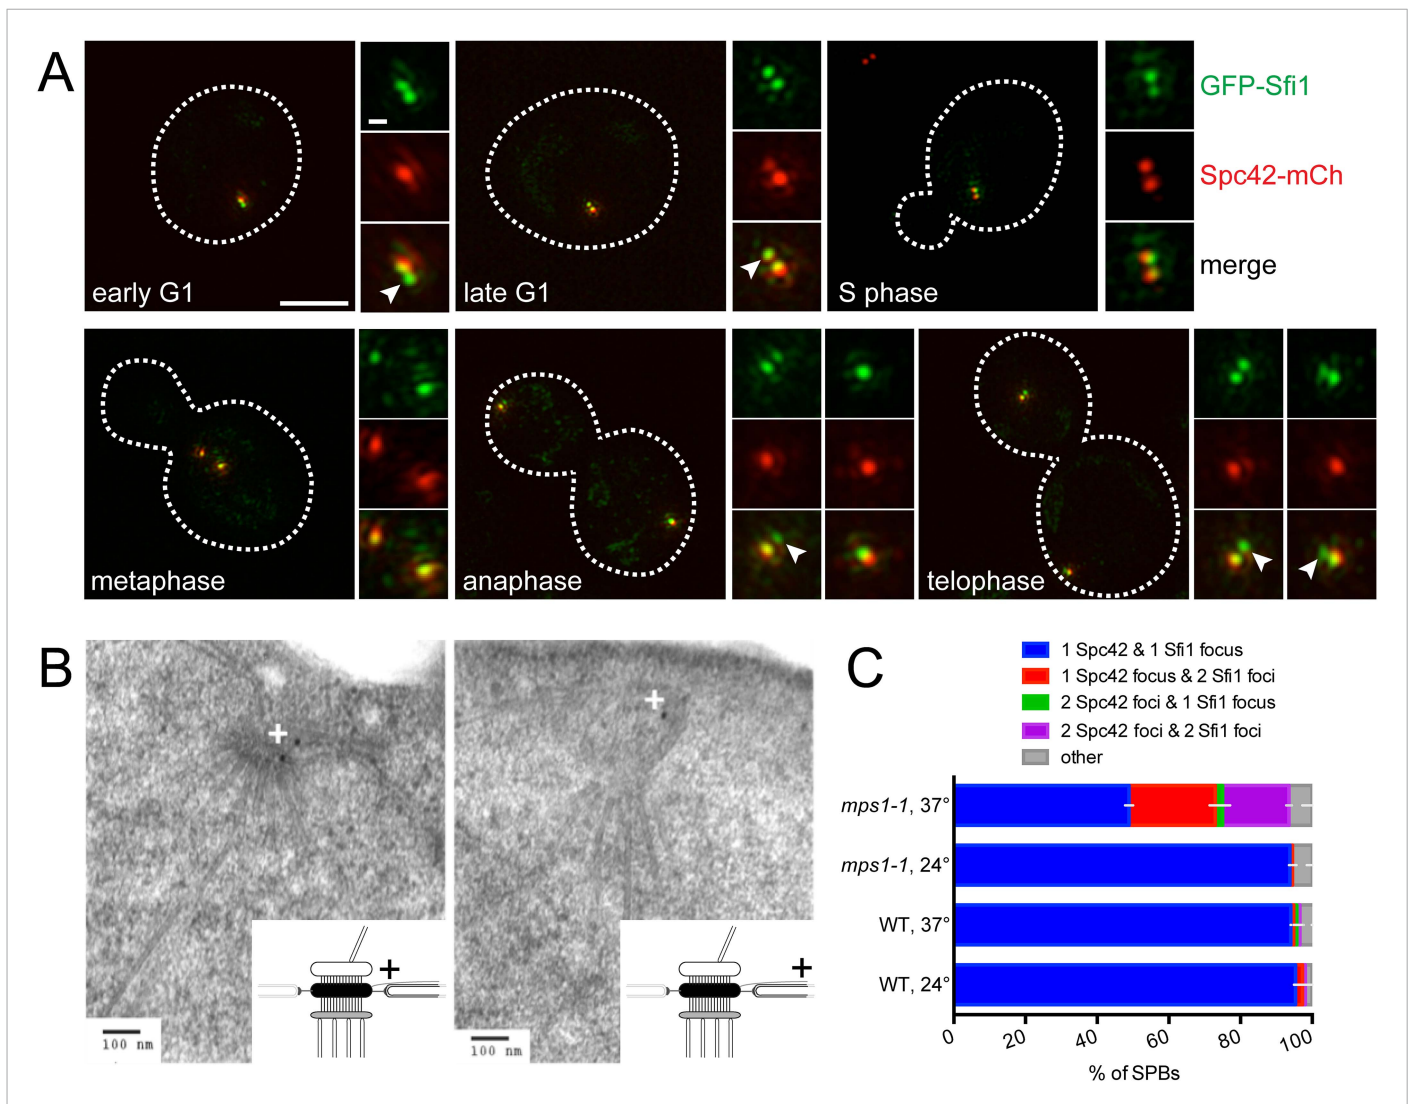 A
early G1
late G1
S phase
GFP-Sfi1
Spc42-mCh
merge
metaphase
anaphase
telophase
B
+
+
100 nm
+
100 nm
+
C
1 Spc42 & 1 Sfi1 focus
1 Spc42 focus & 2 Sfi1 foci
2 Spc42 foci & 1 Sfi1 focus
2 Spc42 foci & 2 Sfi1 foci
other
mps1-1, 37°
mps1-1, 24°
WT, 37°
WT, 24°
0 20 40 60 80 100
% of SPBs